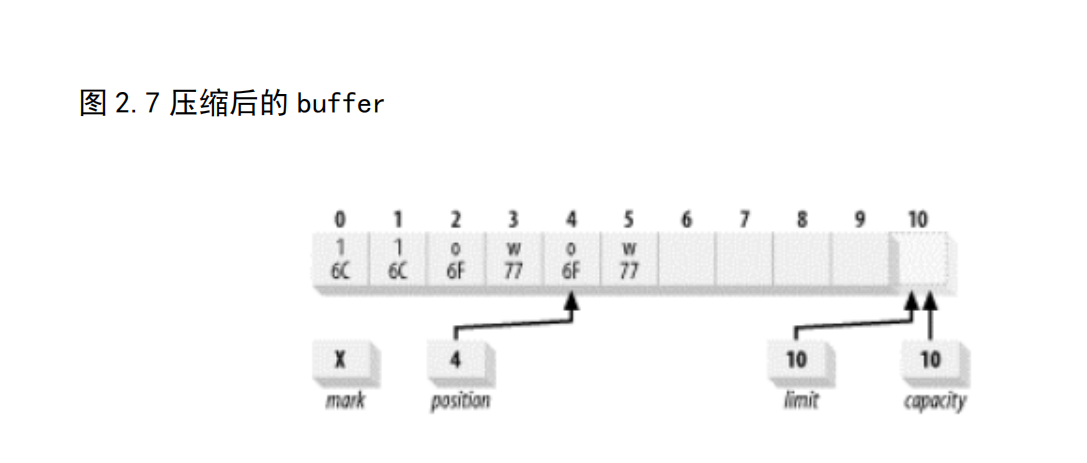 图 2.7 压缩后的 buffer
0 1 2 3 4 5 6 7 8 9 10
l l o w o w
6C 6C 6F 77 6F 77
X 4 10 10
mark position limit capacity